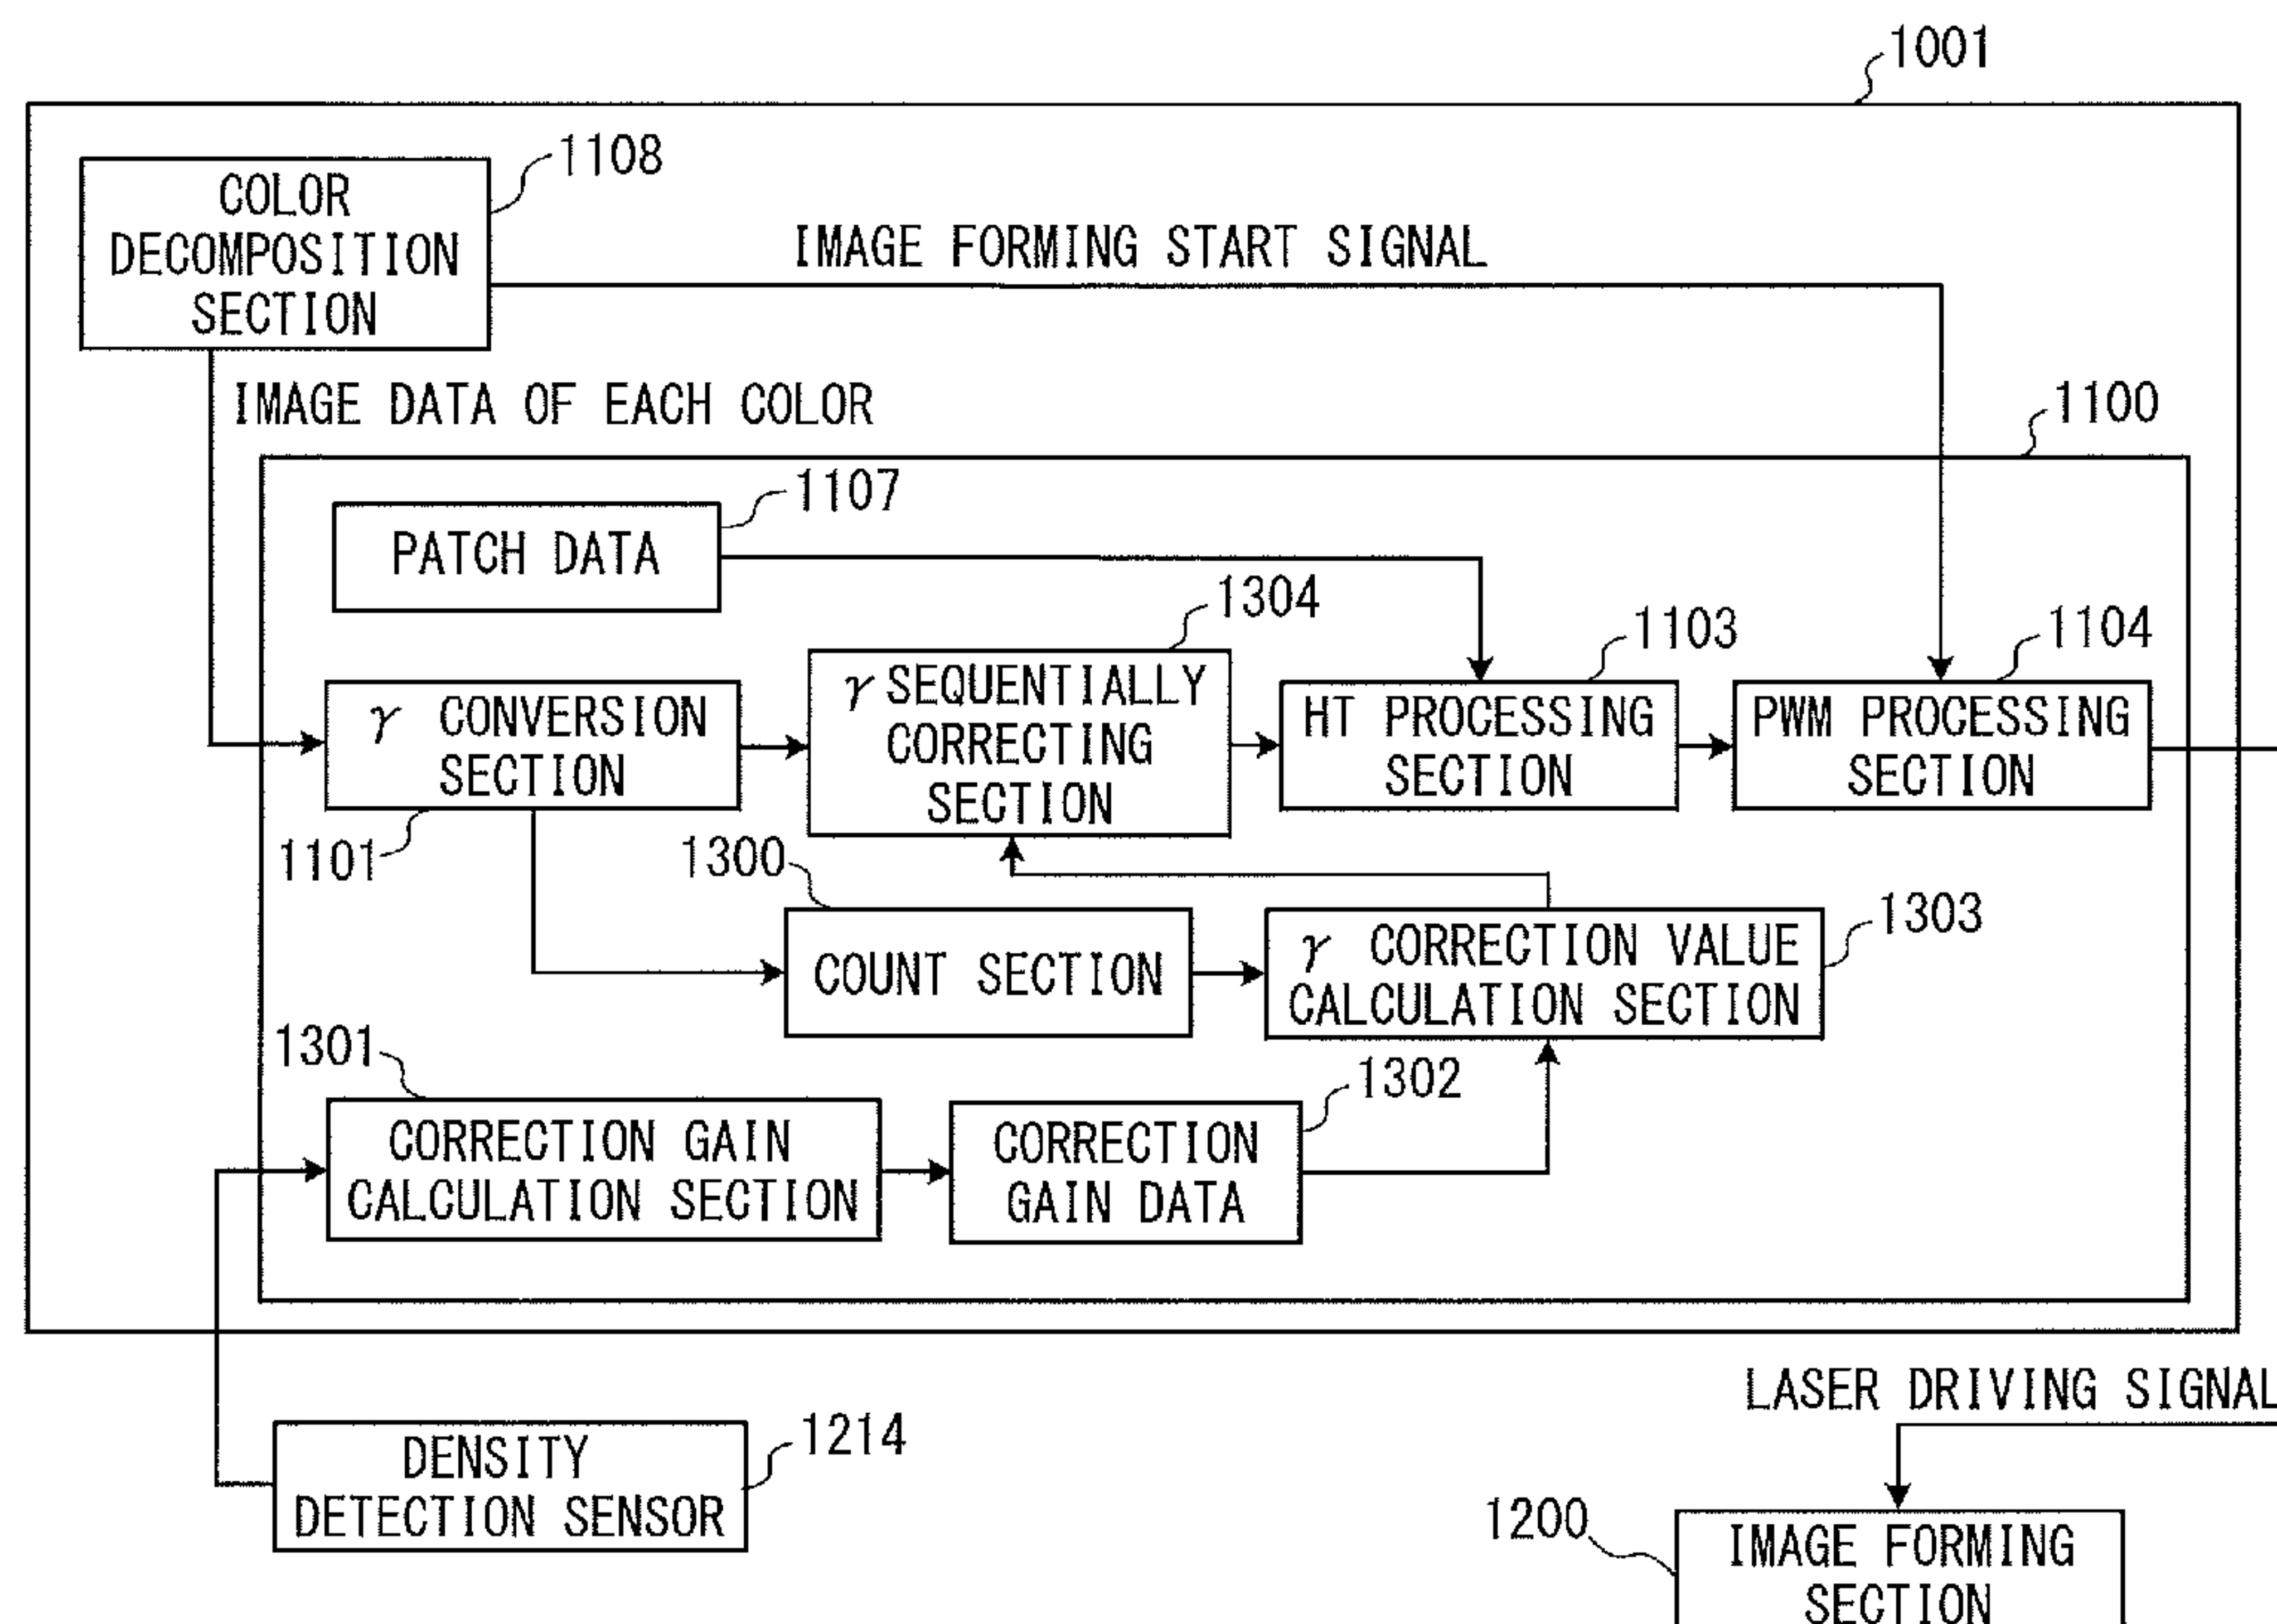 1001
1108
COLOR
DECOMPOSITION
SECTION
IMAGE FORMING START SIGNAL
IMAGE DATA OF EACH COLOR
1100
1107
PATCH DATA
1304
1103
1104
γ CONVERSION
SECTION
γ SEQUENTIALLY
CORRECTING
SECTION
HT PROCESSING
SECTION
PWM PROCESSING
SECTION
1101
1300
1303
COUNT SECTION
γ CORRECTION VALUE
CALCULATION SECTION
1301
1302
CORRECTION GAIN
CALCULATION SECTION
CORRECTION
GAIN DATA
LASER DRIVING SIGNAL
1214
DENSITY
DETECTION SENSOR
1200
IMAGE FORMING
SECTION